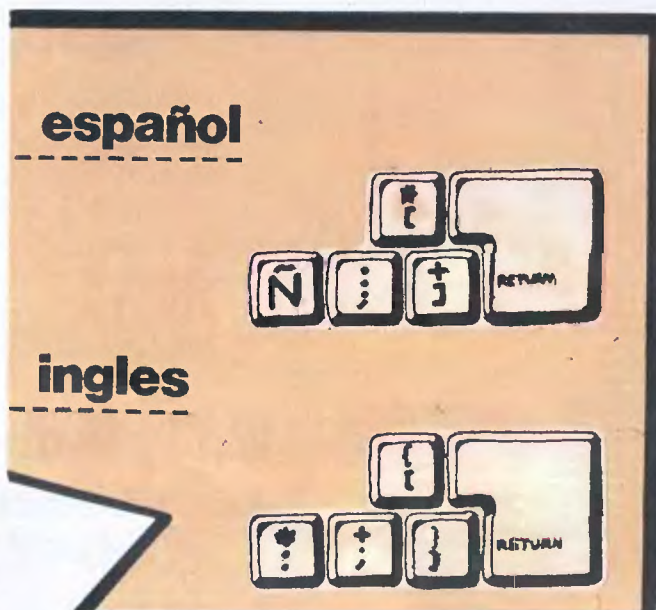 español
*
[
Ñ
:
;
+
]
RETURN
ingles
{
[
*
:
+
;
}
RETURN